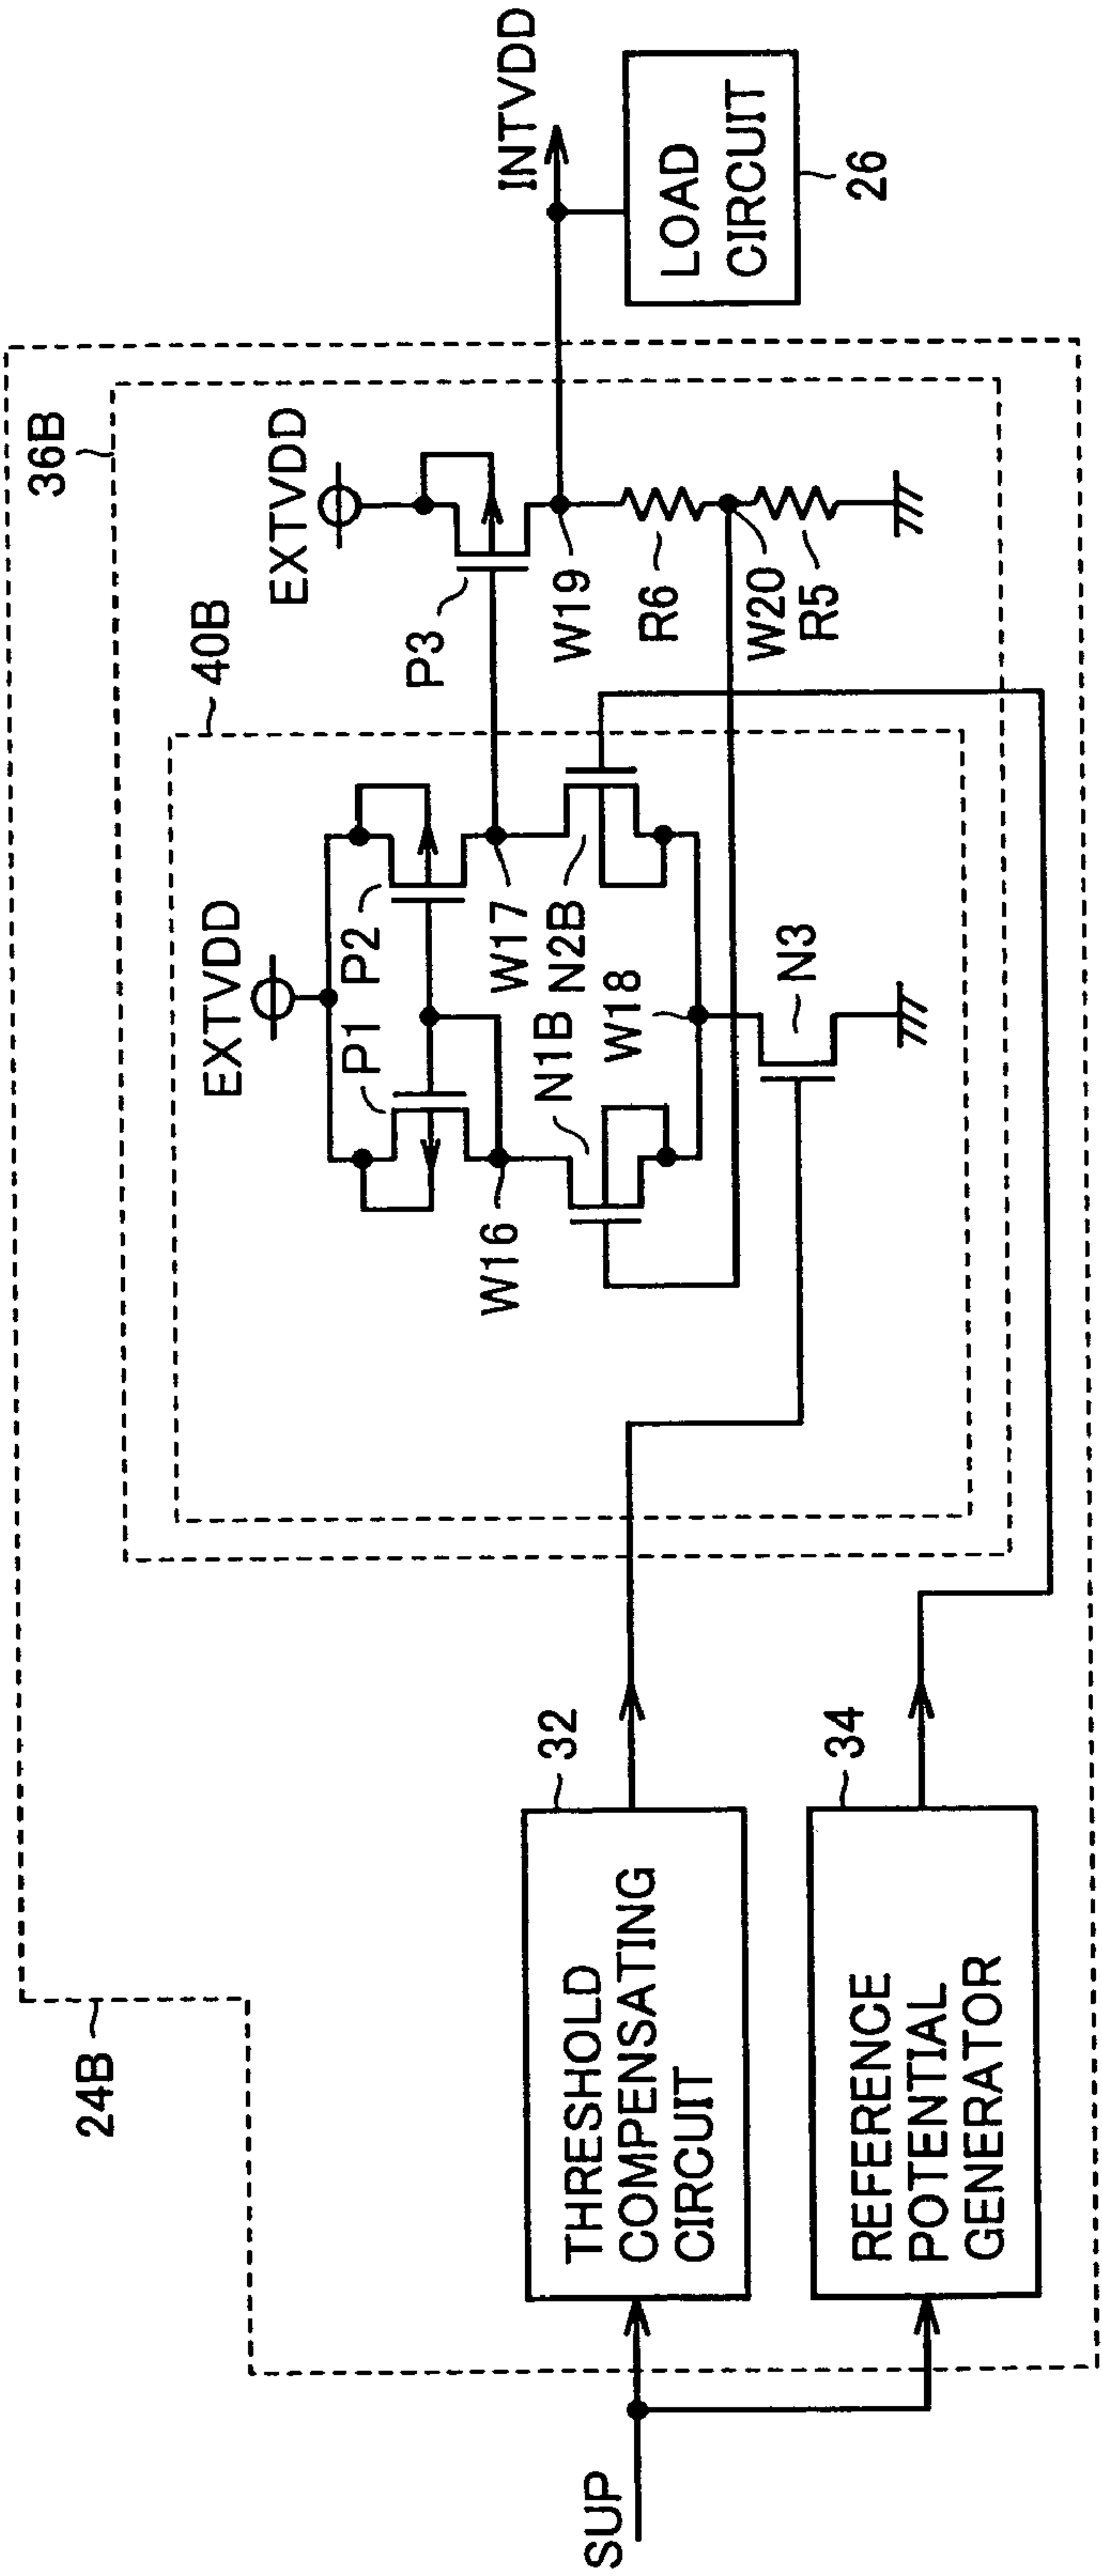 24B
36B
40B
EXTVDD
EXTVDD
P1
P2
P3
W16
W17
N1B
N2B
W18
N3
W19
R6
W20
R5
INTVDD
LOAD
CIRCUIT
26
SUP
THRESHOLD
COMPENSATING
CIRCUIT
32
REFERENCE
POTENTIAL
GENERATOR
34